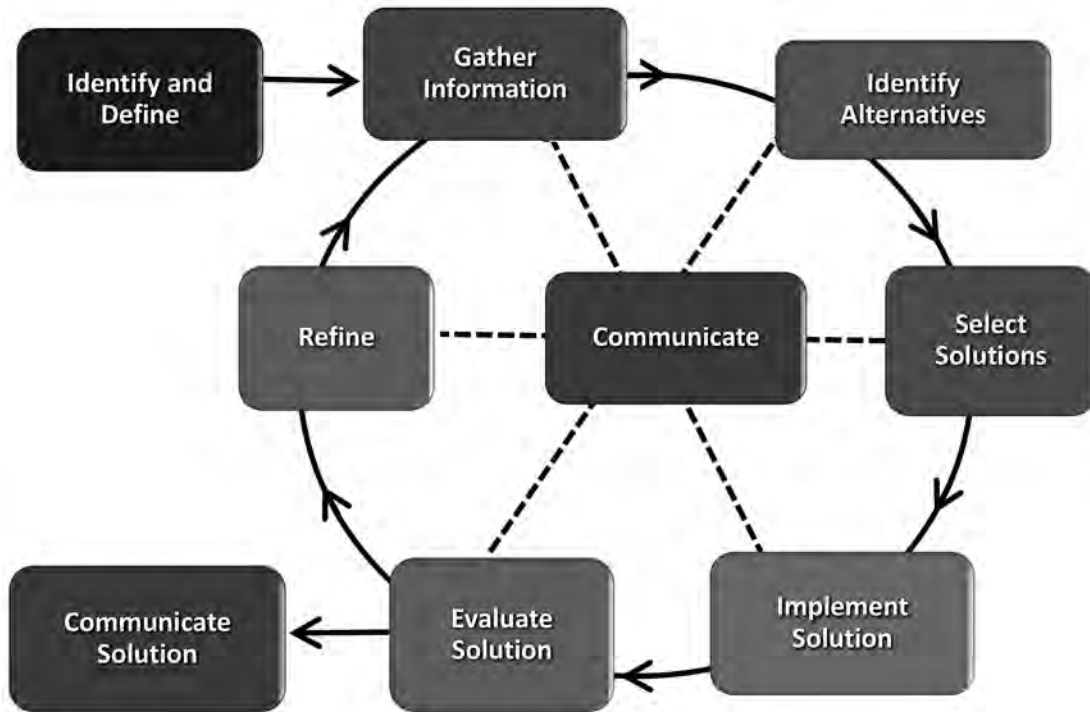 Identify and
Define
Gather
Information
Identify
Alternatives
Refine
Communicate
Select
Solutions
Communicate
Solution
Evaluate
Solution
Implement
Solution